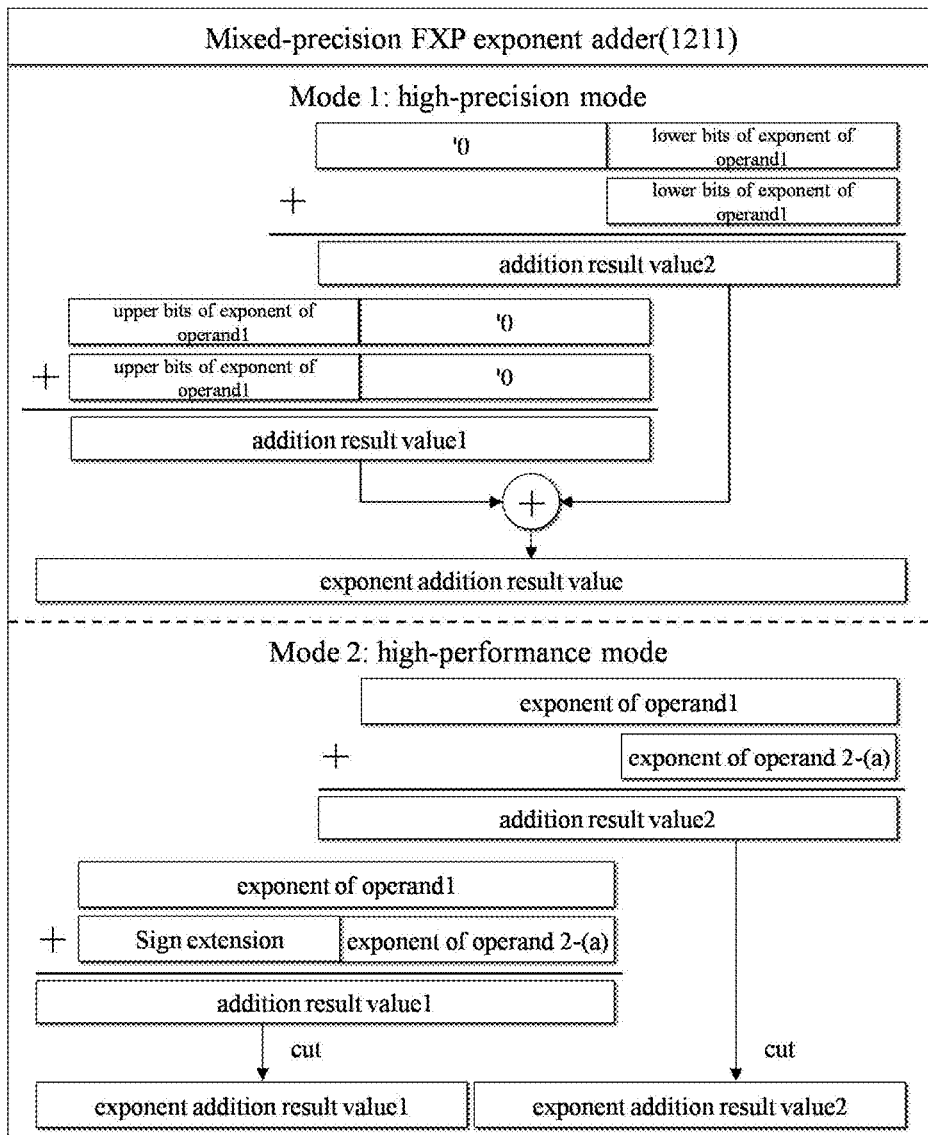 Mixed-precision FXP exponent adder(1211)
Mode 1: high-precision mode
'0
lower bits of exponent of
operand1
+
lower bits of exponent of
operand1
addition result value2
upper bits of exponent of
operand1
'0
+
upper bits of exponent of
operand1
'0
addition result value1
+
exponent addition result value
Mode 2: high-performance mode
exponent of operand1
+
exponent of operand 2-(a)
addition result value2
exponent of operand1
+
Sign extension
exponent of operand 2-(a)
addition result value1
cut
cut
exponent addition result value1
exponent addition result value2